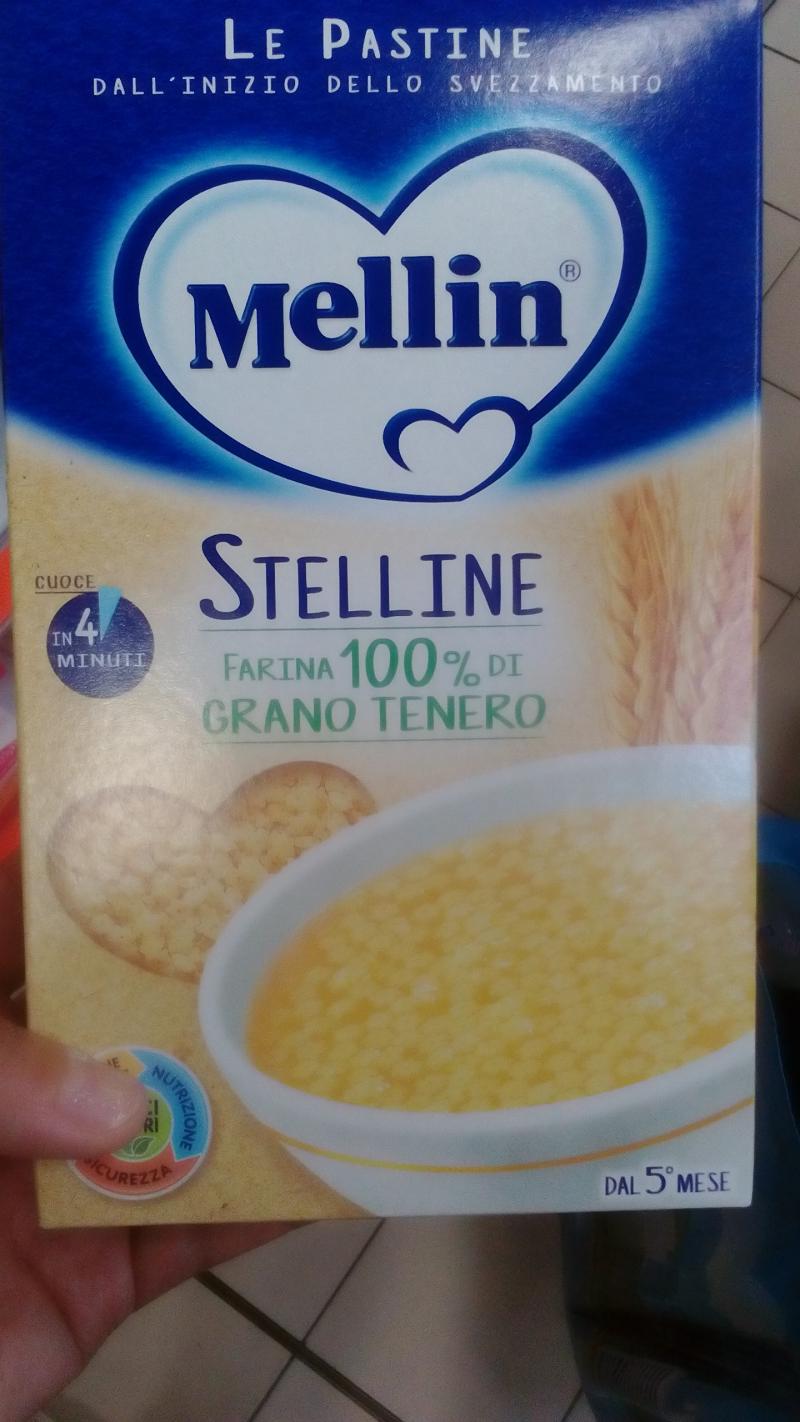 LE PASTINE
DALL'INIZIO DELLO SVEZZAMENTO
Mellin®
STELLINE
CUOCE
IN 4
MINUTI
FARINA 100% DI
GRANO TENERO
NUTRIZIONE
SICUREZZA
DAL 5° MESE